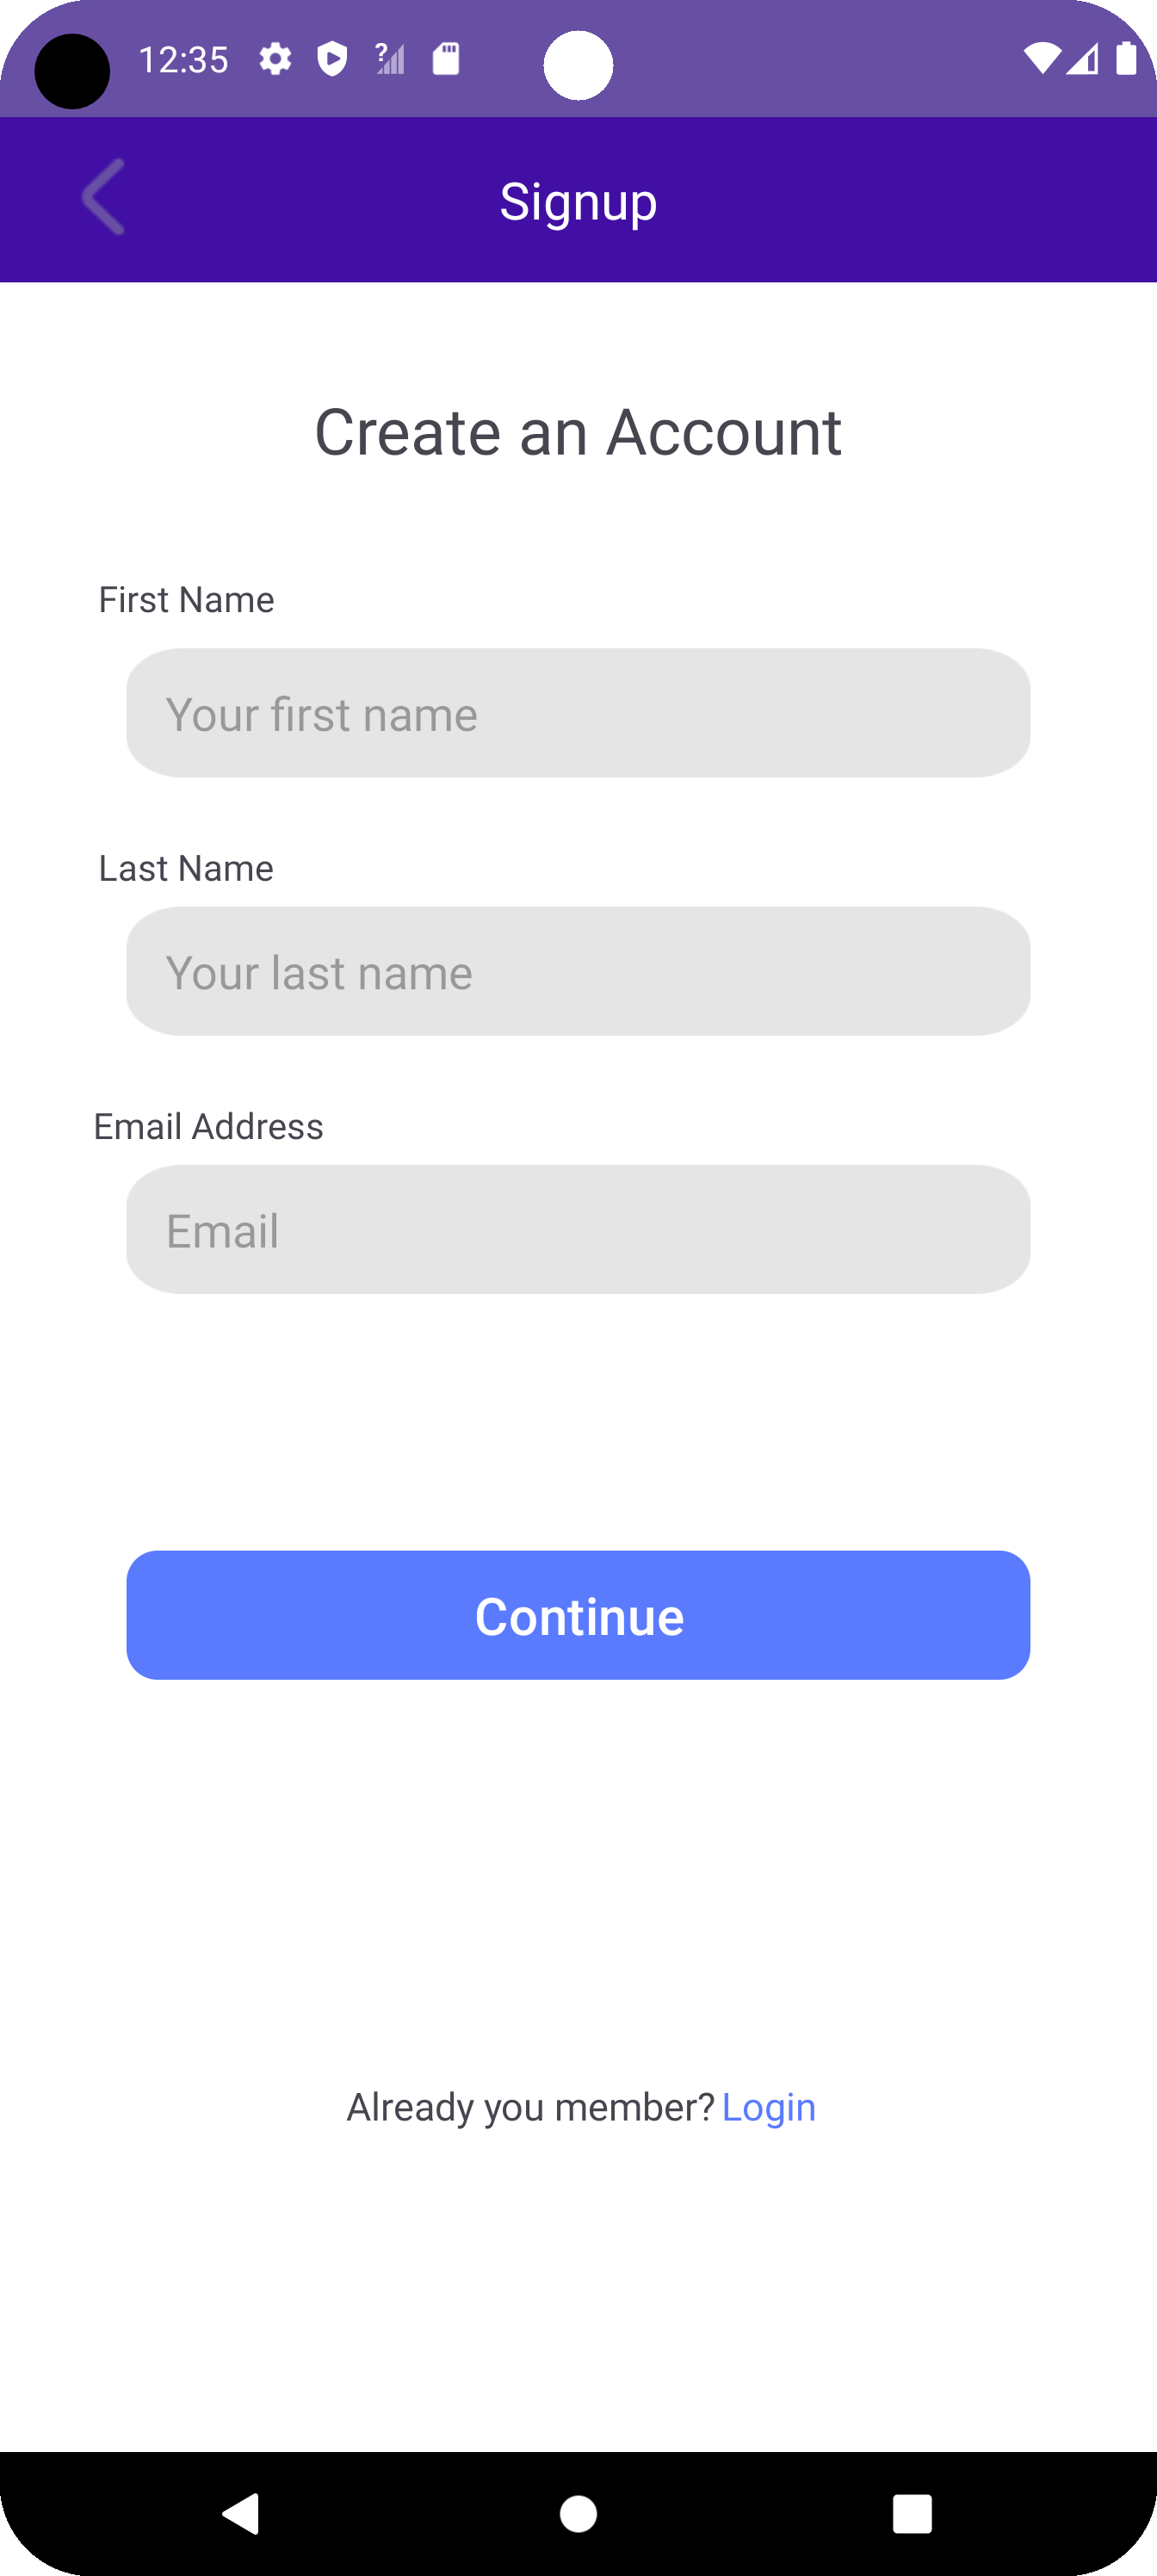 12:35
Signup
Create an Account
First Name
Your first name
Last Name
Your last name
Email Address
Email
Continue
Already you member? Login